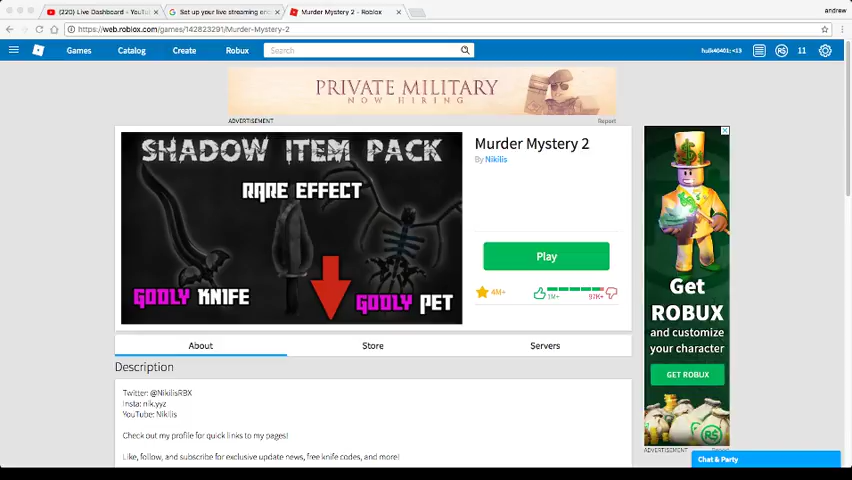 (220) Live Dashboard - YouTu
Set up your live streaming en
Murder Mystery 2 - Roblox
andrew
https://web.roblox.com/games/142823291/Murder-Mystery-2
Games
Catalog
Create
Robux
Search
hulk40401: <13
11
PRIVATE MILITARY
NOW HIRING
ADVERTISEMENT
Report
SHADOW ITEM PACK
RARE EFFECT
GODLY KNIFE
GODLY PET
Murder Mystery 2
By Nikilis
Play
4M+
1M+
97K+
Get
ROBUX
and customize
your character
GET ROBUX
R$
ADVERTISEMENT
About
Store
Servers
Description
Twitter: @NikilisRBX
Insta: nik.yyz
YouTube: Nikilis
Check out my profile for quick links to my pages!
Like, follow, and subscribe for exclusive update news, free knife codes, and more!
Chat & Party